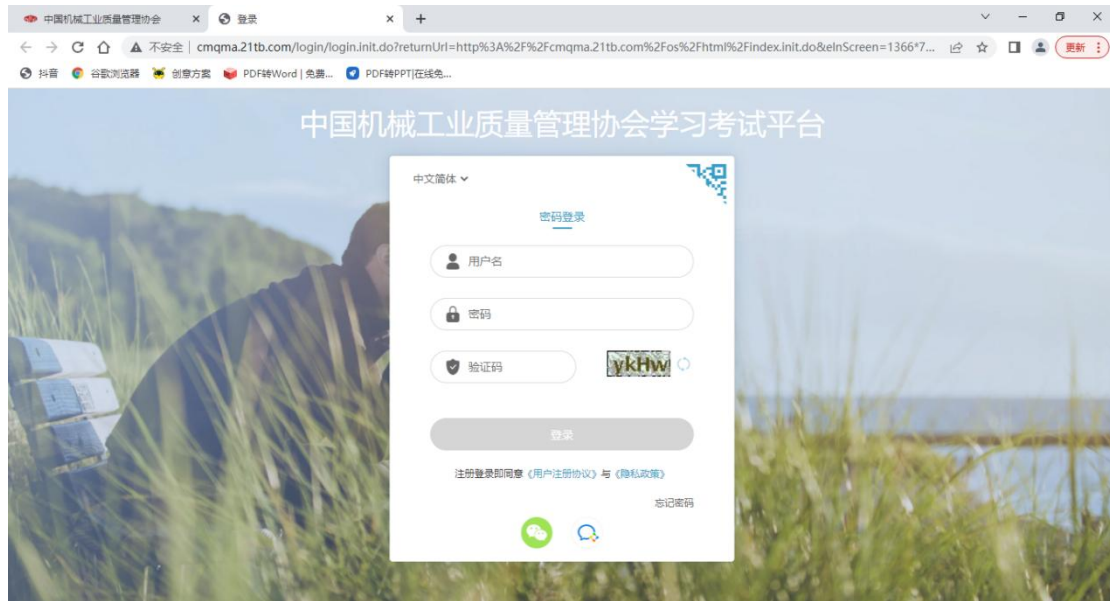 中国机械工业质量管理协会
登录
不安全 | cmqma.21tb.com/login/login.init.do?returnUrl=http%3A%2F%2Fcmqma.21tb.com%2Fos%2Fhtml%2Findex.init.do&elnScreen=1366*7...
更新
抖音 谷歌浏览器 创意方案 PDF转Word | 免费... PDF转PPT|在线免...
中国机械工业质量管理协会学习考试平台
中文简体
密码登录
用户名
密码
验证码 ykHw
登录
注册登录即同意《用户注册协议》与《隐私政策》
忘记密码